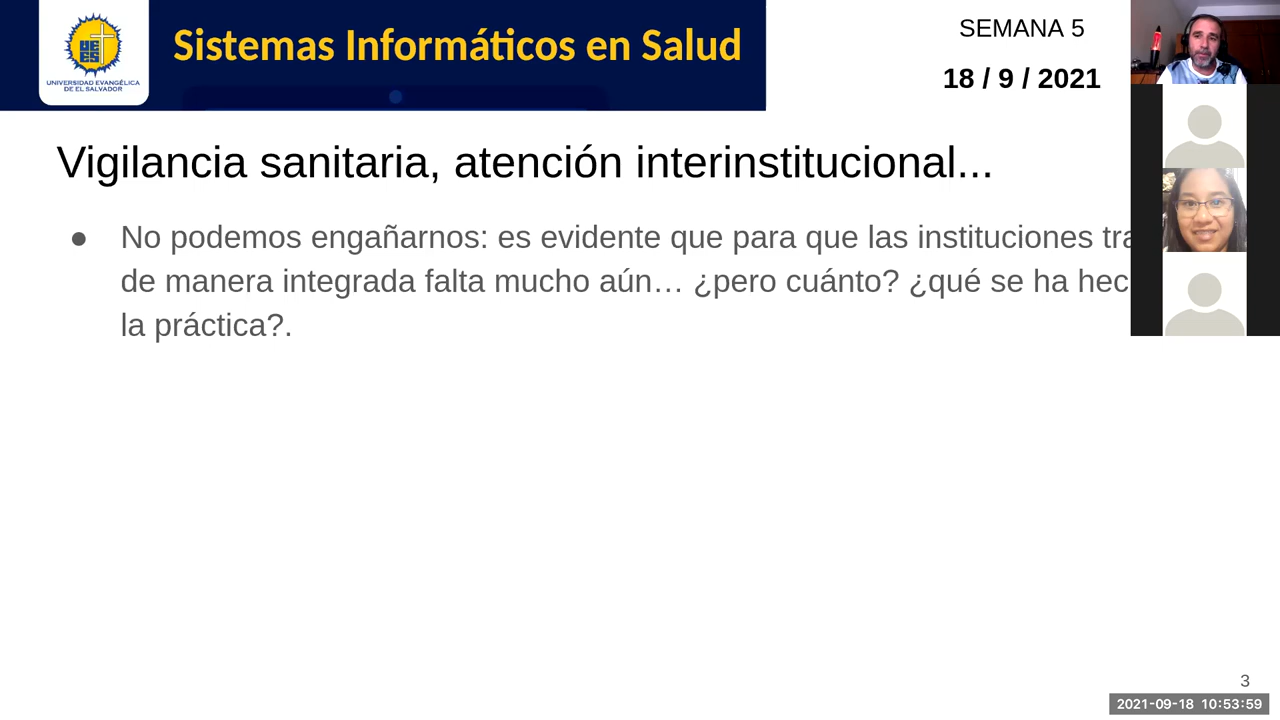 UEES
UNIVERSIDAD EVANGÉLICA
DE EL SALVADOR
Sistemas Informáticos en Salud
SEMANA 5
18 / 9 / 2021
Vigilancia sanitaria, atención interinstitucional...
● No podemos engañarnos: es evidente que para que las instituciones
de manera integrada falta mucho aún… ¿pero cuánto? ¿qué se ha
la práctica?.
3
2021-09-18 10:53:59